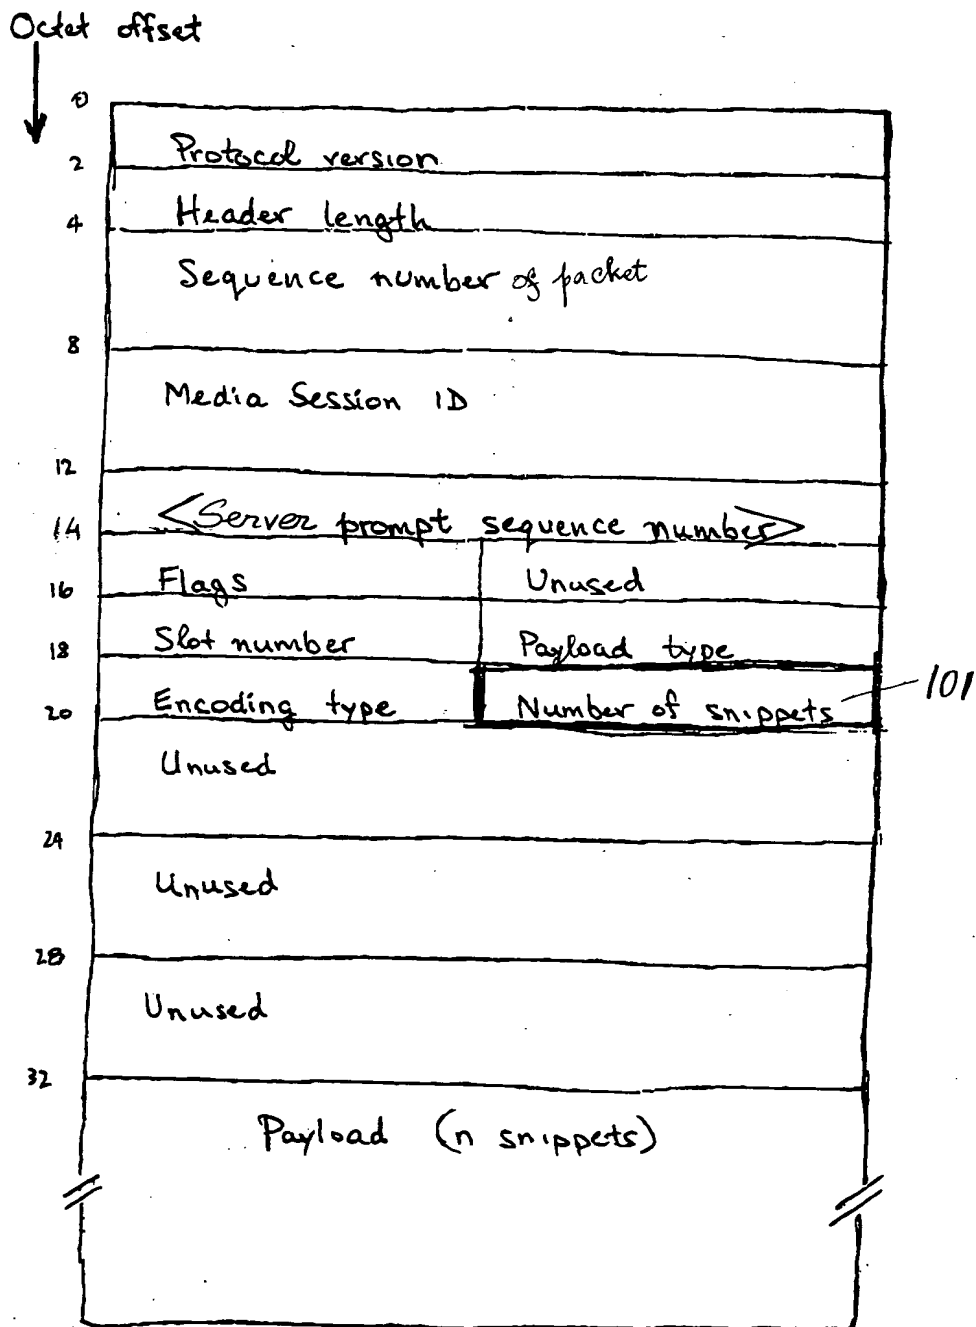 Octet offset
0
Protocol version
2
Header length
4
Sequence number of packet
8
Media Session ID
12
<Server prompt sequence number>
14
Flags Unused
16
Slot number Payload type
18
Encoding type Number of snippets 101
20
Unused
24
Unused
28
Unused
32
Payload (n snippets)